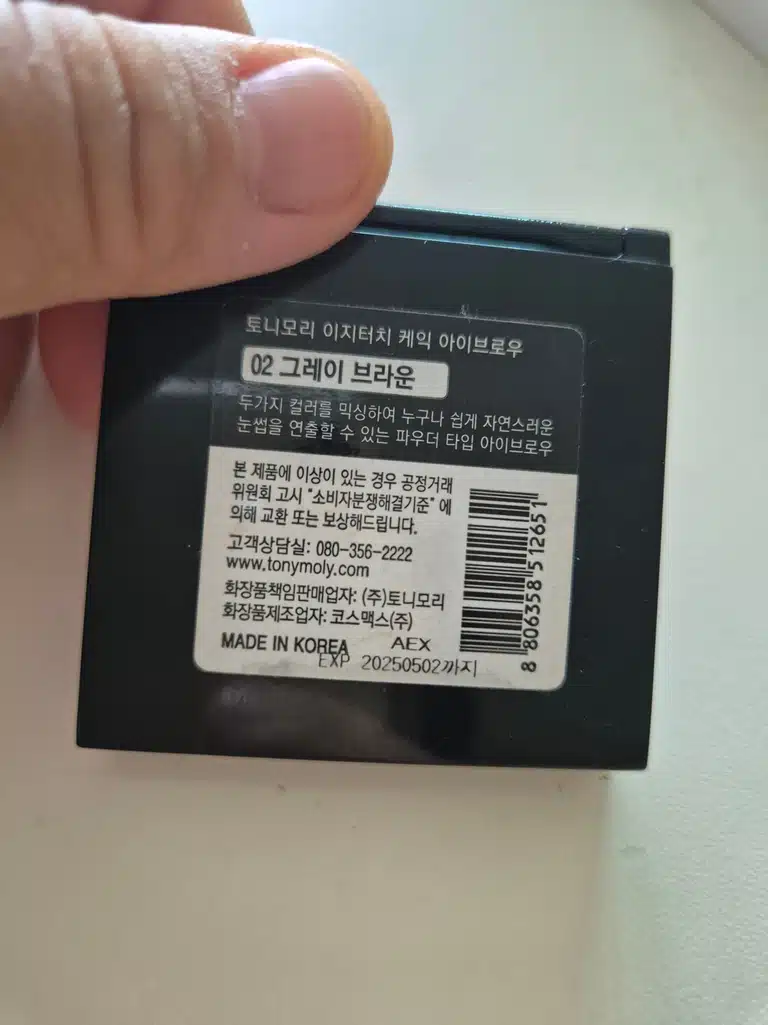 토니모리 이지터치 케익 아이브로우
02 그레이 브라운
두가지 컬러를 믹싱하여 누구나 쉽게 자연스러운
눈썹을 연출할 수 있는 파우더 타입 아이브로우
본 제품에 이상이 있는 경우 공정거래
위원회 고시 "소비자분쟁해결기준" 에
의해 교환 또는 보상해드립니다.
고객상담실: 080-356-2222
www.tonymoly.com
화장품책임판매업자: (주)토니모리
화장품제조업자: 코스맥스(주)
MADE IN KOREA
AEX
EXP 20250502까지
8 806358 512651